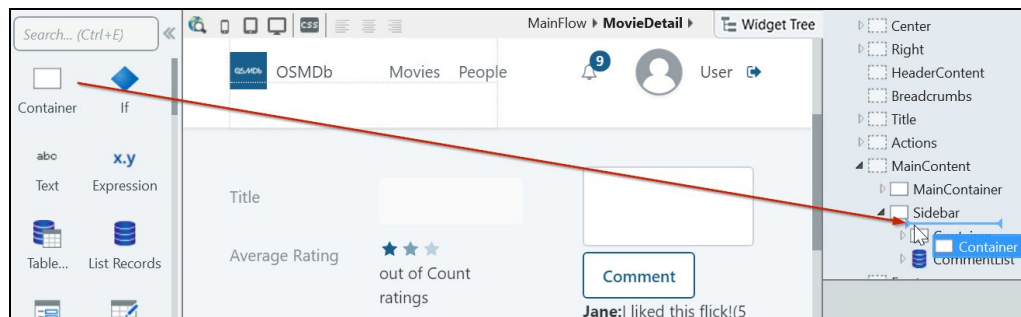 Search... (Ctrl+E)
Container
If
abc
Text
x.y
Expression
Table...
List Records
css
MainFlow MovieDetail
Widget Tree
OSMDb OSMDb
Movies People
9
User
Title
Average Rating
out of Count
ratings
Comment
Jane:I liked this flick!(5
Center
Right
HeaderContent
Breadcrumbs
Title
Actions
MainContent
MainContainer
Sidebar
Container
CommentList